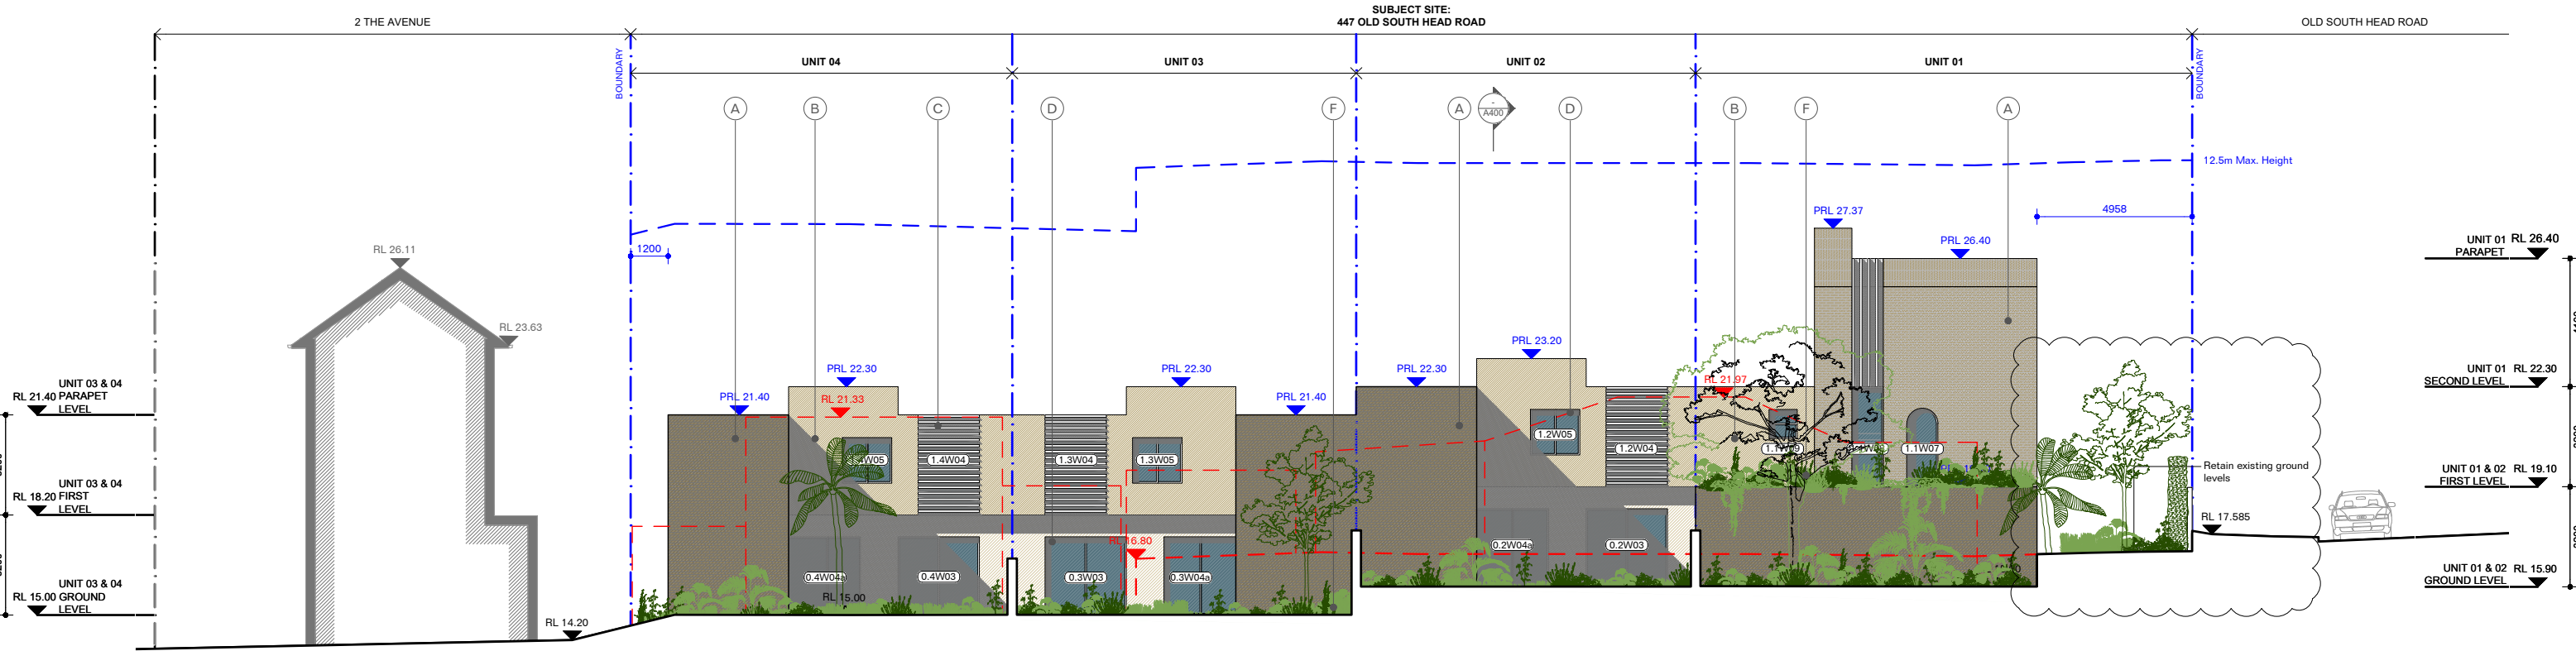 SUBJECT SITE:
2 THE AVENUE
447 OLD SOUTH HEAD ROAD
OLD SOUTH HEAD ROAD
BOUNDARY
UNIT 04
UNIT 03
UNIT 02
UNIT 01
BOUNDARY
A
B
C
D
F
A
-
A400
D
B
F
A
12.5m Max. Height
1200
4958
PRL 27.37
PRL 26.40
RL 26.11
RL 23.63
UNIT 01 RL 26.40
PARAPET
PRL 23.20
PRL 22.30
PRL 22.30
PRL 22.30
RL 21.97
UNIT 01 RL 22.30
SECOND LEVEL
UNIT 03 & 04
RL 21.40 PARAPET
LEVEL
PRL 21.40
RL 21.33
PRL 21.40
1.4W04
1.3W04
1.3W05
1.2W05
1.2W04
1.1W07
Retain existing ground
levels
UNIT 01 & 02 RL 19.10
FIRST LEVEL
UNIT 03 & 04
RL 18.20 FIRST
LEVEL
RL 17.585
RL 16.80
0.4W04a
0.4W03
0.3W03
0.3W04a
0.2W04a
0.2W03
UNIT 01 & 02 RL 15.90
GROUND LEVEL
UNIT 03 & 04
RL 15.00 GROUND
LEVEL
RL 15.00
RL 14.20